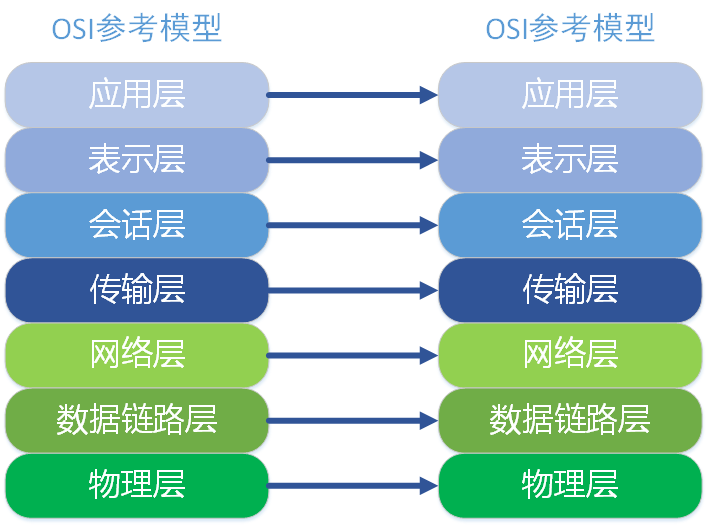 OSI参考模型
应用层
表示层
会话层
传输层
网络层
数据链路层
物理层
OSI参考模型
应用层
表示层
会话层
传输层
网络层
数据链路层
物理层